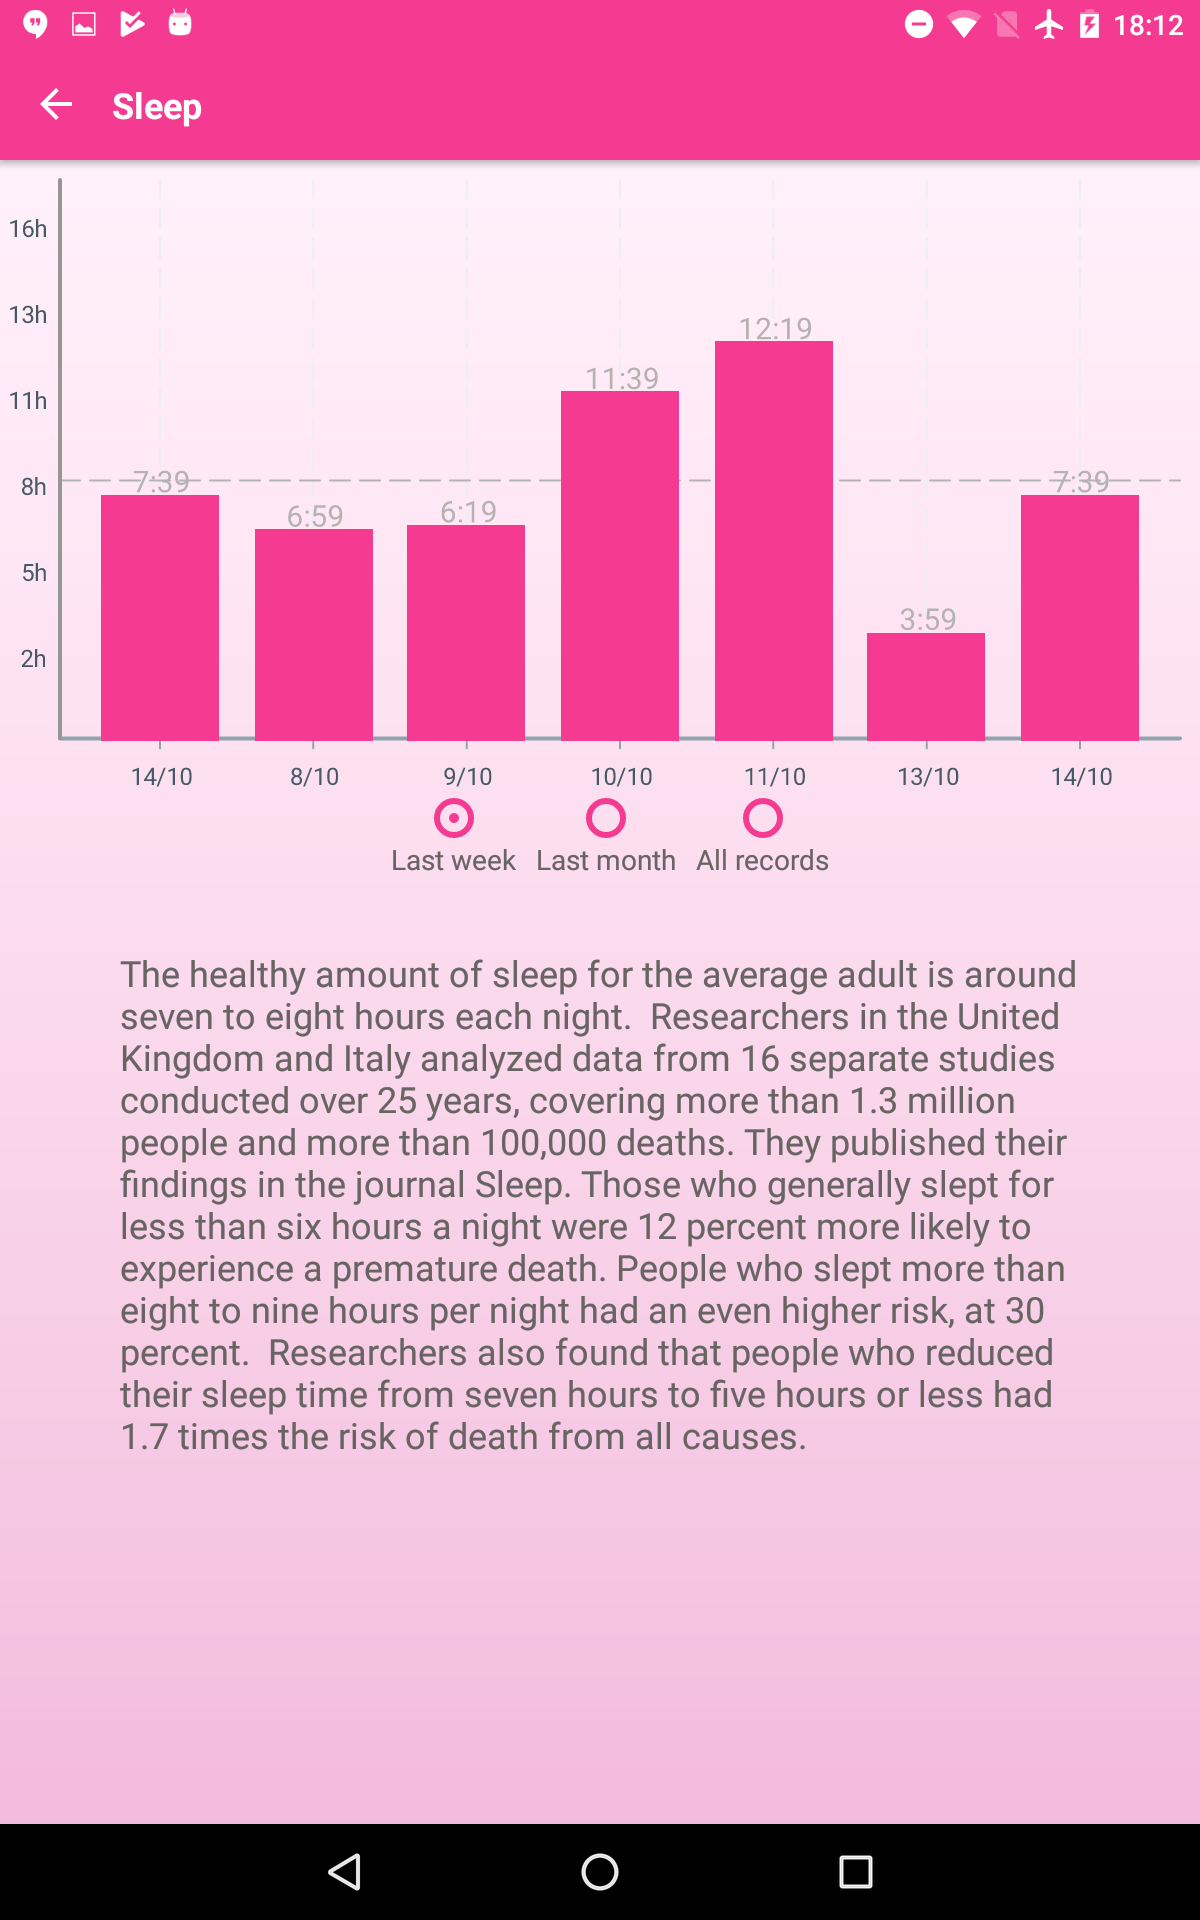 18:12
Sleep
16h
13h
11h
8h
5h
2h
7:39
6:59
6:19
11:39
12:19
3:59
7:39
14/10
8/10
9/10
10/10
11/10
13/10
14/10
Last week
Last month
All records
The healthy amount of sleep for the average adult is around
seven to eight hours each night.  Researchers in the United
Kingdom and Italy analyzed data from 16 separate studies
conducted over 25 years, covering more than 1.3 million
people and more than 100,000 deaths. They published their
findings in the journal Sleep. Those who generally slept for
less than six hours a night were 12 percent more likely to
experience a premature death. People who slept more than
eight to nine hours per night had an even higher risk, at 30
percent.  Researchers also found that people who reduced
their sleep time from seven hours to five hours or less had
1.7 times the risk of death from all causes.